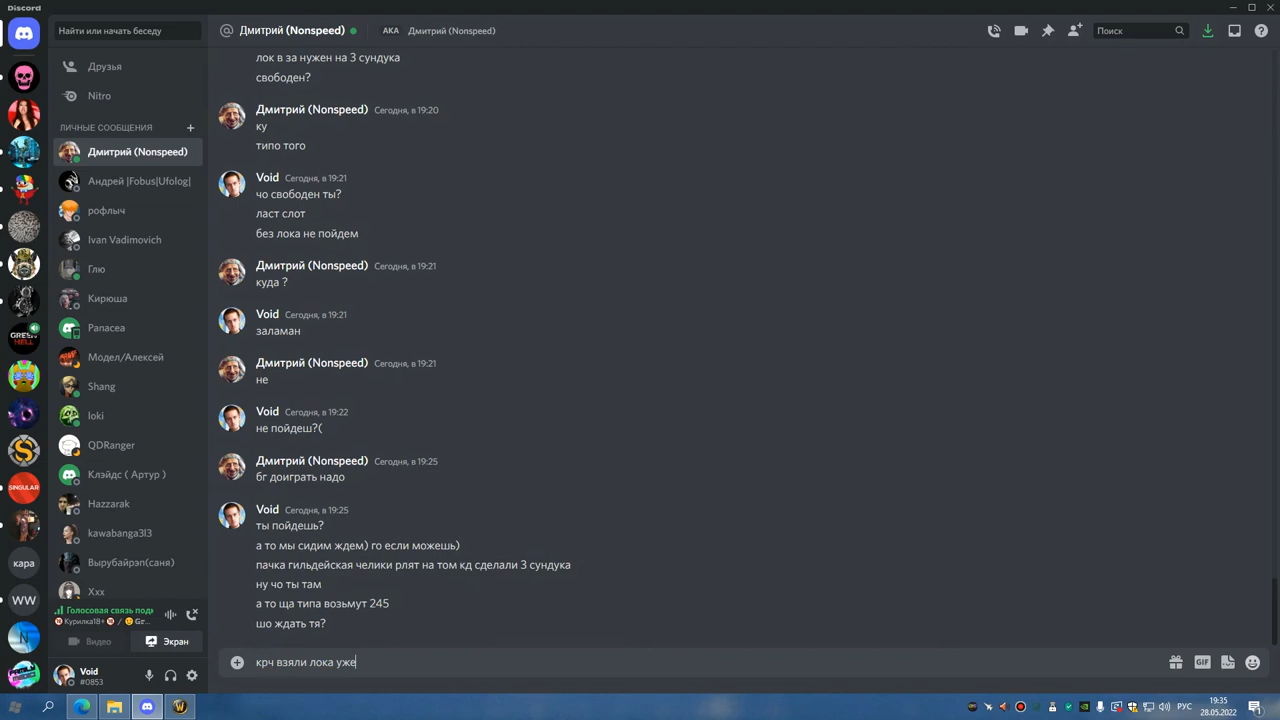 Discord
Найти или начать беседу
Дмитрий (Nonspeed)
AKA Дмитрий (Nonspeed)
Поиск
Друзья
Nitro
ЛИЧНЫЕ СООБЩЕНИЯ
Дмитрий (Nonspeed)
Андрей |Fobus|Ufolog|
рофлыч
Ivan Vadimovich
Глю
Кирюша
Panacea
Модел/Алексей
Shang
loki
QDRanger
Клэйдс ( Артур )
Hazzarak
kawabanga3l3
Вырубайрэп(саня)
Xxx
GREEN
HELL
SINGULAR
кара
WW
Голосовая связь подк
Курилка18+
Видео
Экран
Void
#0853
лок в за нужен на 3 сундука
свободен?
Дмитрий (Nonspeed) Сегодня, в 19:20
ку
типо того
Void Сегодня, в 19:21
чо свободен ты?
ласт слот
без лока не пойдем
Дмитрий (Nonspeed) Сегодня, в 19:21
куда ?
Void Сегодня, в 19:21
заламан
Дмитрий (Nonspeed) Сегодня, в 19:21
не
Void Сегодня, в 19:22
не пойдеш?(
Дмитрий (Nonspeed) Сегодня, в 19:25
бг доиграть надо
Void Сегодня, в 19:25
ты пойдешь?
а то мы сидим ждем) го если можешь)
пачка гильдейская челики рлят на том кд сделали 3 сундука
ну чо ты там
а то ща типа возьмут 245
шо ждать тя?
крч взяли лока уже
GIF
РУС
19:35
28.05.2022